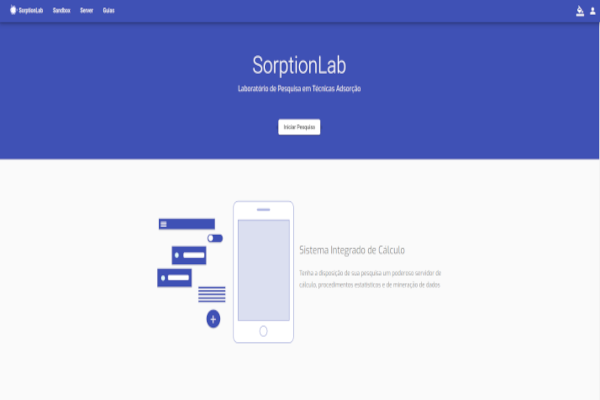 SorptionLab Sandbox Server Guias
SorptionLab
Laboratório de Pesquisa em Técnicas Adsorção
Iniciar Pesquisa
Sistema Integrado de Cálculo
Tenha a disposição de sua pesquisa um poderoso servidor de
cálculo, procedimentos estatísticos e de mineração de dados